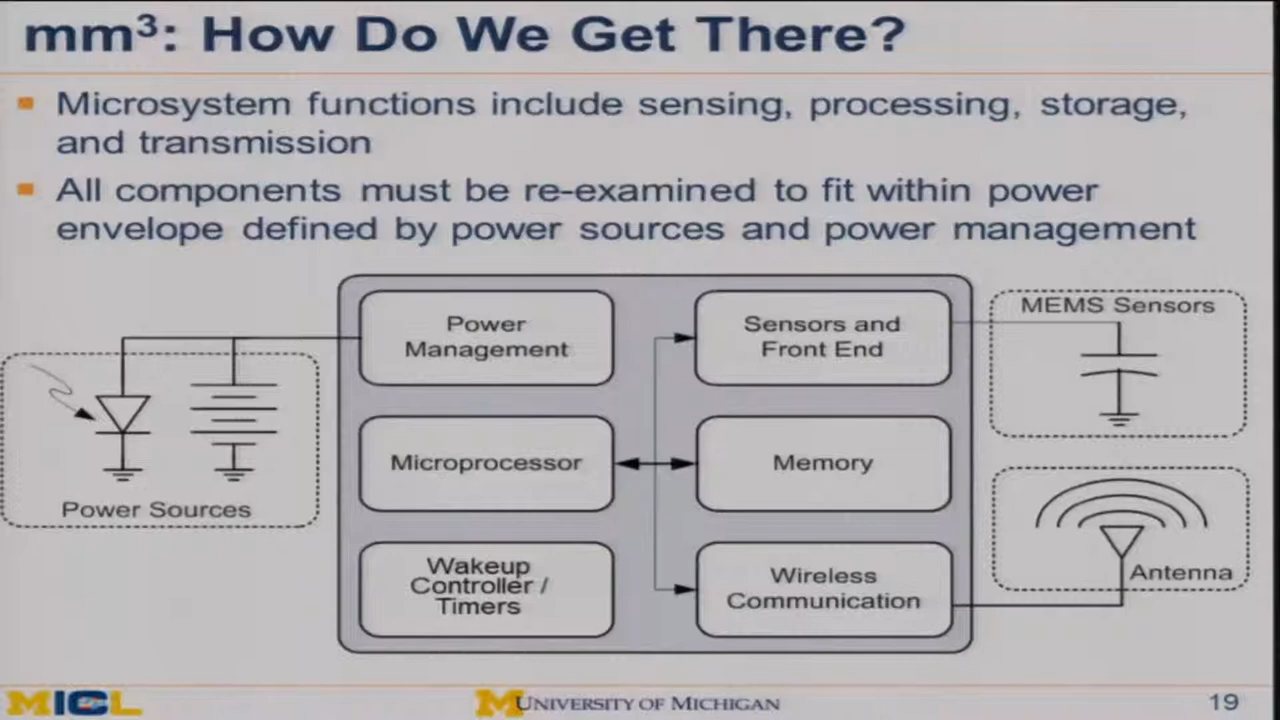 mm³: How Do We Get There?
Microsystem functions include sensing, processing, storage,
and transmission
All components must be re-examined to fit within power
envelope defined by power sources and power management
Power
Management
Sensors and
Front End
MEMS Sensors
Microprocessor
Memory
Power Sources
Wakeup
Controller /
Timers
Wireless
Communication
Antenna
MICL
M UNIVERSITY OF MICHIGAN
19